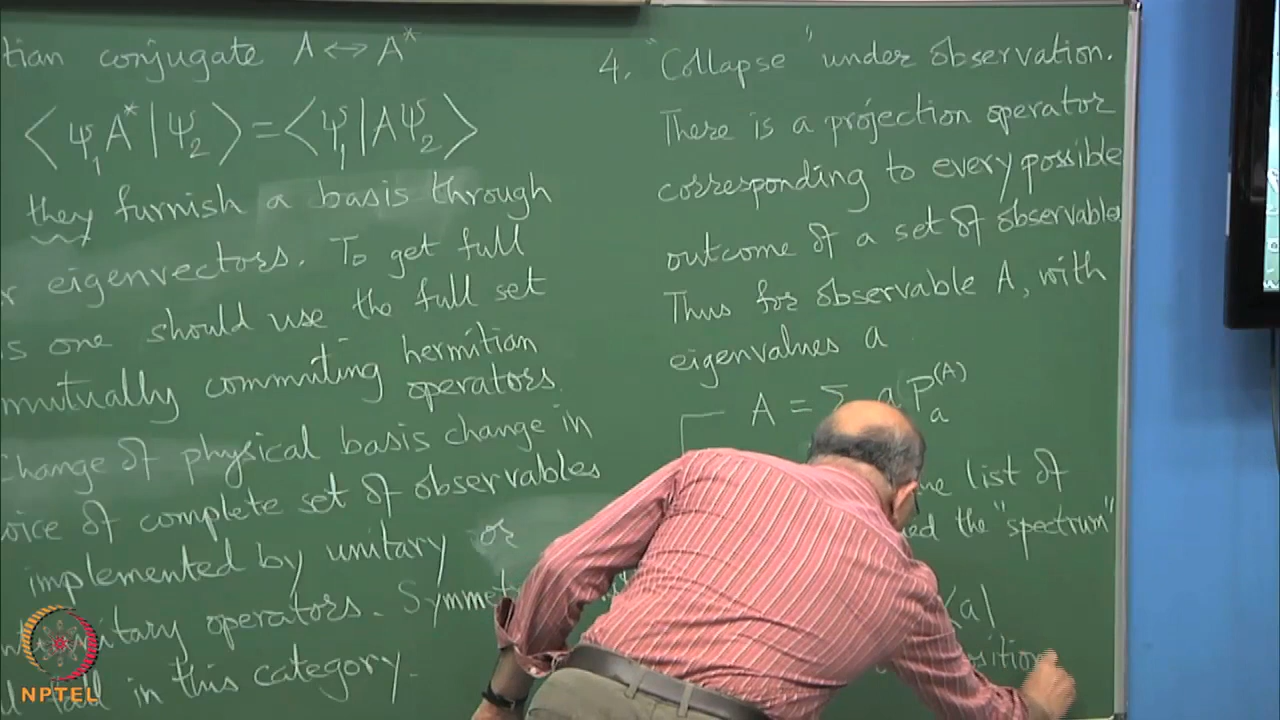 tian conjugate A ↔ A*
⟨ψ₁A*|ψ₂⟩ = ⟨ψ₁|Aψ₂⟩
they furnish a basis through
eigenvectors. To get full
one should use the full set
mutually commuting hermitian
operators.
Change of physical basis change in
oice of complete set of observables
implemented by unitary or
operators. Symmetry
in this category.
4. "Collapse" under observation.
There is a projection operator
corresponding to every possible
outcome of a set of observables
Thus for observable A, with
eigenvalues a
A = Σ a P_a^(A)
list of
the "spectrum"
⟨a|
NPTEL